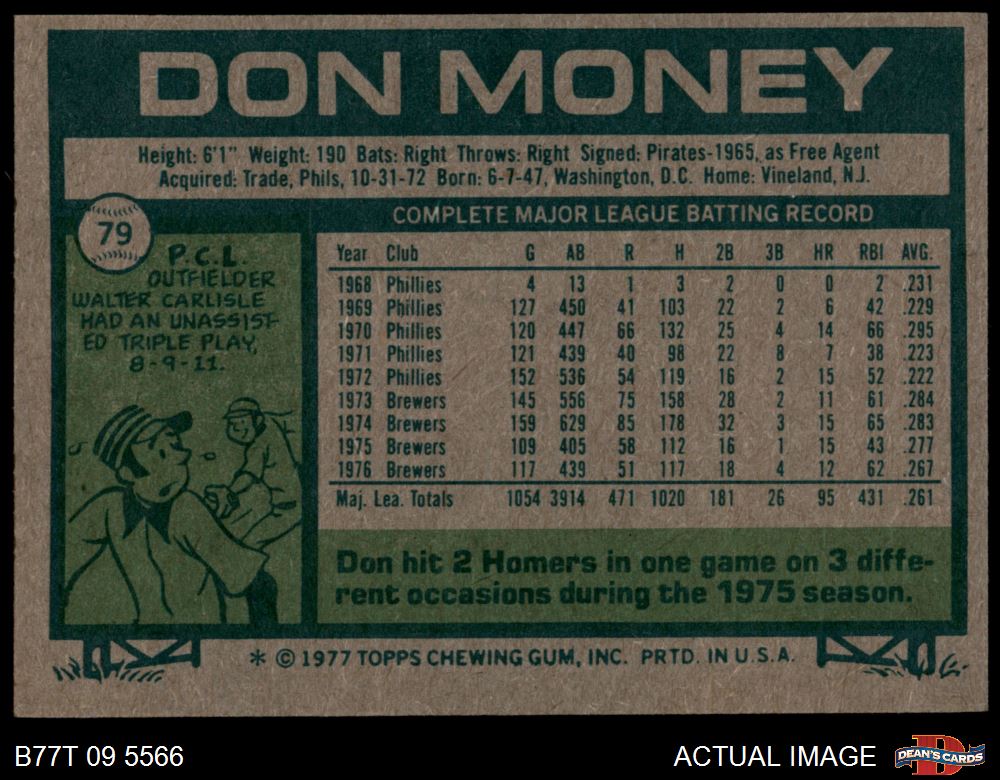 DON MONEY
Height: 6'1" Weight: 190 Bats: Right Throws: Right Signed: Pirates-1965, as Free Agent
Acquired: Trade, Phils, 10-31-72 Born: 6-7-47, Washington, D.C. Home: Vineland, N.J.
79
P.C.L.
OUTFIELDER
WALTER CARLISLE
HAD AN UNASSIST-
ED TRIPLE PLAY,
8-9-11.
COMPLETE MAJOR LEAGUE BATTING RECORD
Year Club G AB R H 2B 3B HR RBI AVG.
1968 Phillies 4 13 1 3 2 0 0 2 .231
1969 Phillies 127 450 41 103 22 2 6 42 .229
1970 Phillies 120 447 66 132 25 4 14 66 .295
1971 Phillies 121 439 40 98 22 8 7 38 .223
1972 Phillies 152 536 54 119 16 2 15 52 .222
1973 Brewers 145 556 75 158 28 2 11 61 .284
1974 Brewers 159 629 85 178 32 3 15 65 .283
1975 Brewers 109 405 58 112 16 1 15 43 .277
1976 Brewers 117 439 51 117 18 4 12 62 .267
Maj. Lea. Totals 1054 3914 471 1020 181 26 95 431 .261
Don hit 2 Homers in one game on 3 diffe-
rent occasions during the 1975 season.
* © 1977 TOPPS CHEWING GUM, INC. PRTD. IN U.S.A.
B77T 09 5566
ACTUAL IMAGE
D
DEAN'S CARDS